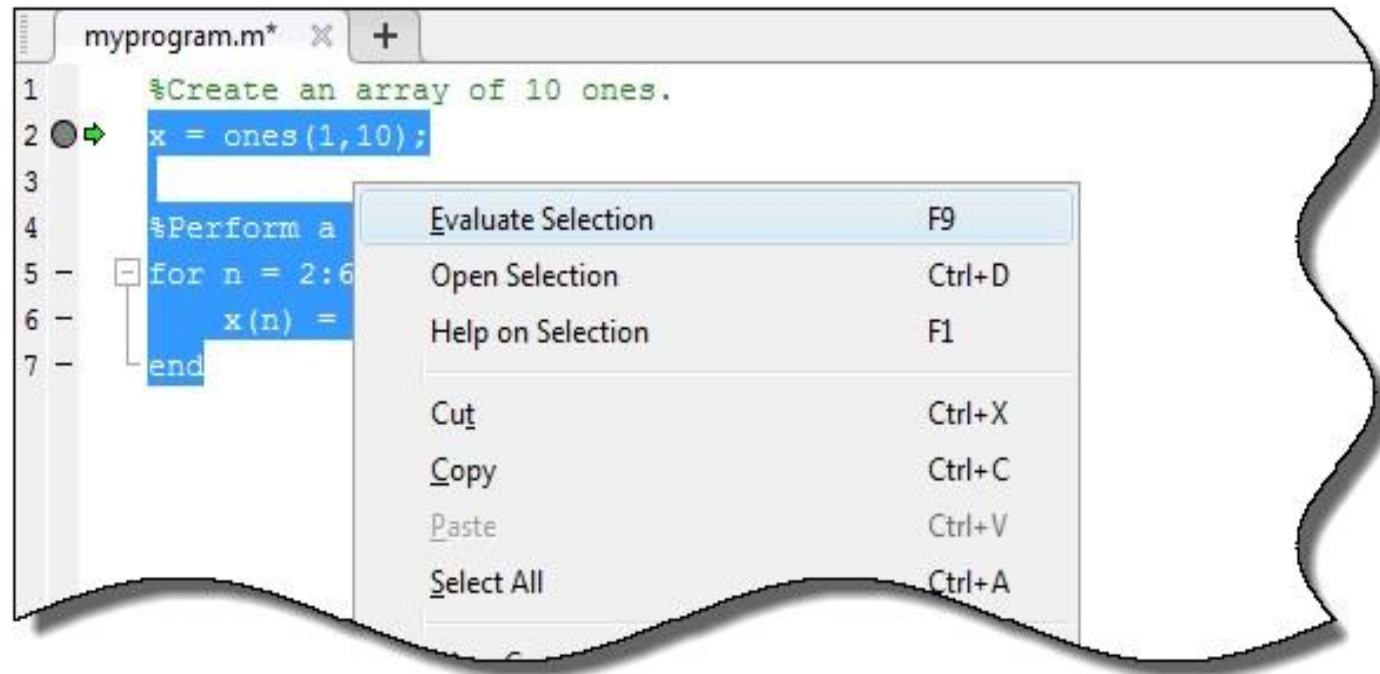 myprogram.m*
1 %Create an array of 10 ones.
2 x = ones(1,10);
3
4 %Perform a
5 for n = 2:6
6 x(n) =
7 end
Evaluate Selection F9
Open Selection Ctrl+D
Help on Selection F1
Cut Ctrl+X
Copy Ctrl+C
Paste Ctrl+V
Select All Ctrl+A